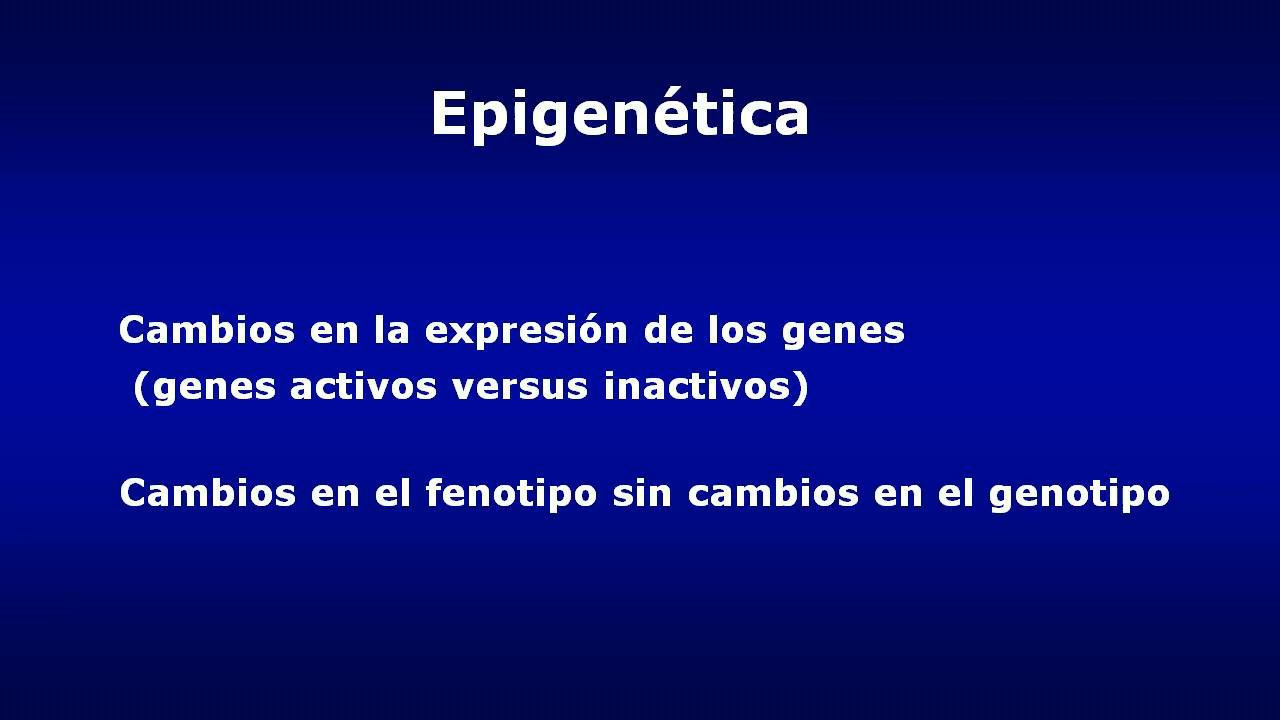 Epigenética
Cambios en la expresión de los genes
(genes activos versus inactivos)
Cambios en el fenotipo sin cambios en el genotipo